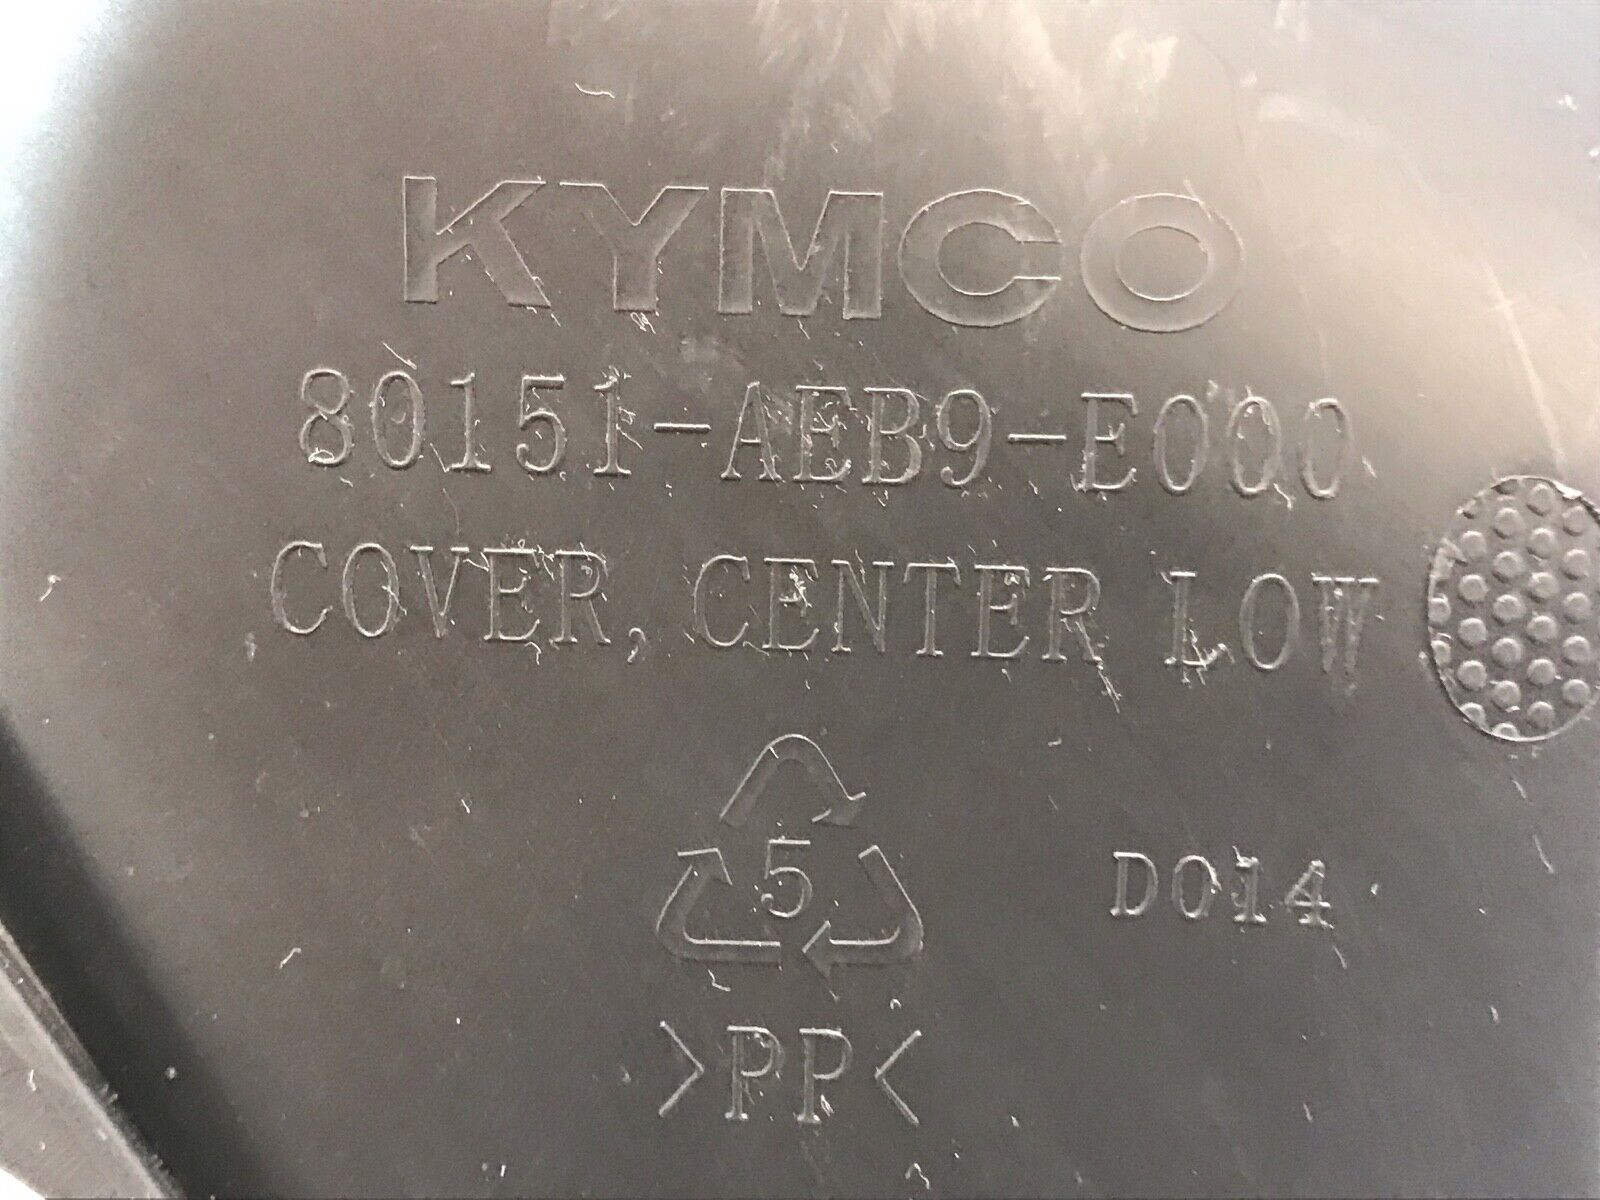 KYMCO
80151-AEB9-E000
COVER, CENTER LOW
5
D014
>PP<